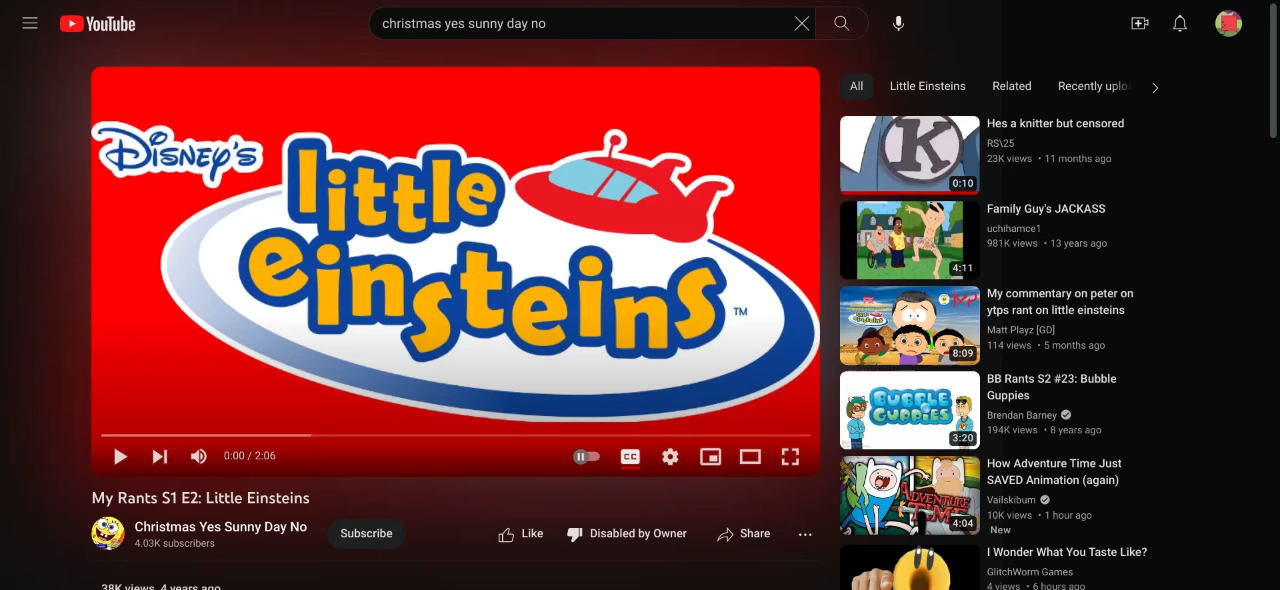 YouTube
christmas yes sunny day no
Disney's
little
einsteins
TM
0:00 / 2:06
CC
My Rants S1 E2: Little Einsteins
Christmas Yes Sunny Day No
4.03K subscribers
Subscribe
Like
Disabled by Owner
Share
38K views 4 years ago
All
Little Einsteins
Related
Recently uplo
K
0:10
Hes a knitter but censored
RS\25
23K views • 11 months ago
4:11
Family Guy's JACKASS
uchihamce1
981K views • 13 years ago
8:09
My commentary on peter on
ytps rant on little einsteins
Matt Playz [GD]
114 views • 5 months ago
BUBBLE
GUPPIES
3:20
BB Rants S2 #23: Bubble
Guppies
Brendan Barney
194K views • 8 years ago
ADVENTURE
TIME
4:04
How Adventure Time Just
SAVED Animation (again)
Vailskibum
10K views • 1 hour ago
New
I Wonder What You Taste Like?
GlitchWorm Games
4 views • 6 hours ago